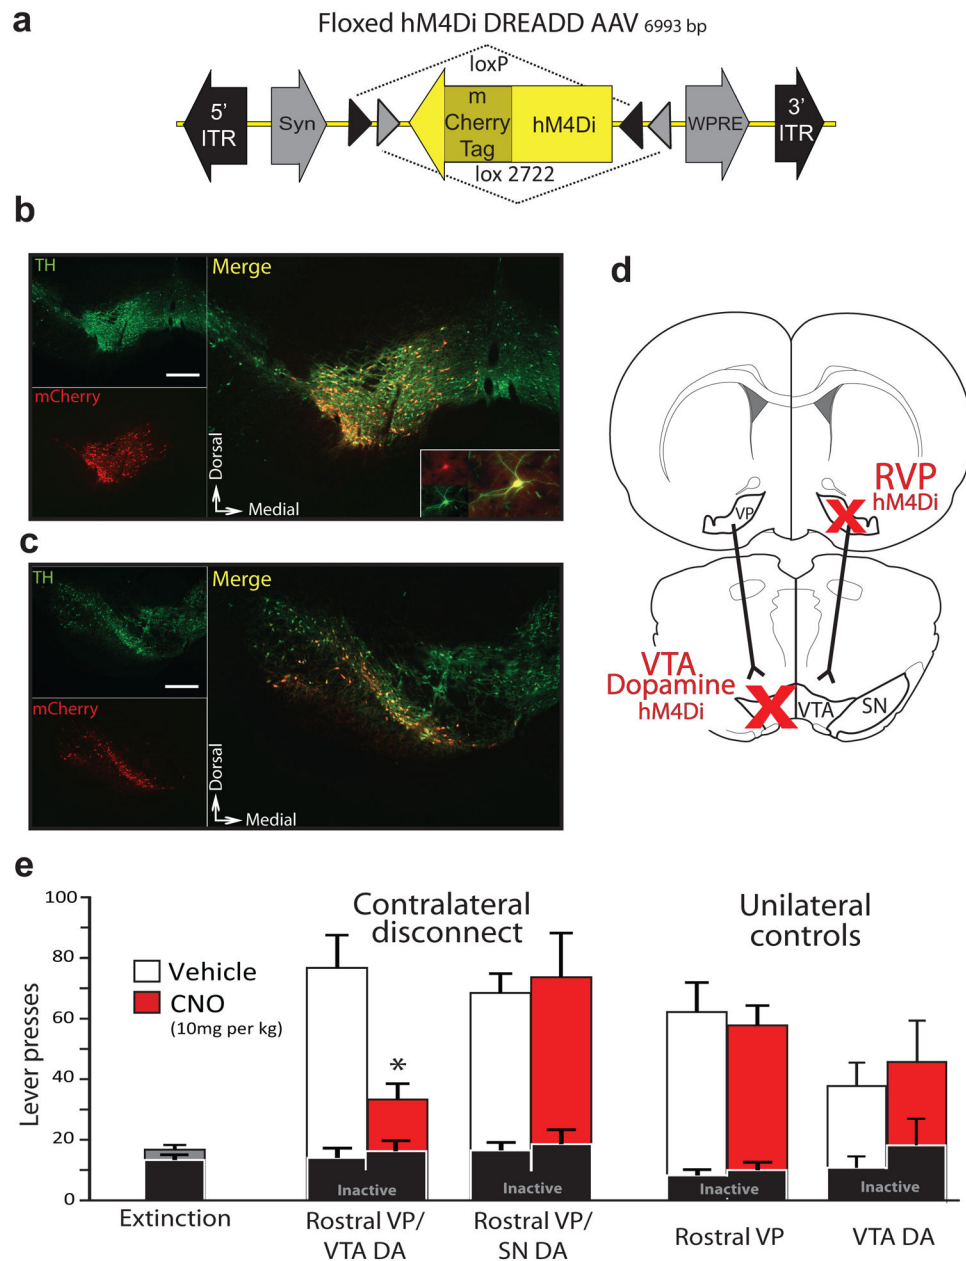 a
Floxed hM4Di DREADD AAV 6993 bp
loxP
5'
ITR
Syn
m
Cherry
Tag
hM4Di
WPRE
3'
ITR
lox 2722
b
TH
Merge
mCherry
Dorsal
Medial
c
TH
Merge
mCherry
Dorsal
Medial
d
VP
RVP
hM4Di
X
VTA
Dopamine
hM4Di
X
VTA
SN
e
Lever presses
100
80
60
40
20
0
Vehicle
CNO
(10mg per kg)
Contralateral
disconnect
Unilateral
controls
*
Inactive
Inactive
Inactive
Inactive
Extinction
Rostral VP/
VTA DA
Rostral VP/
SN DA
Rostral VP
VTA DA